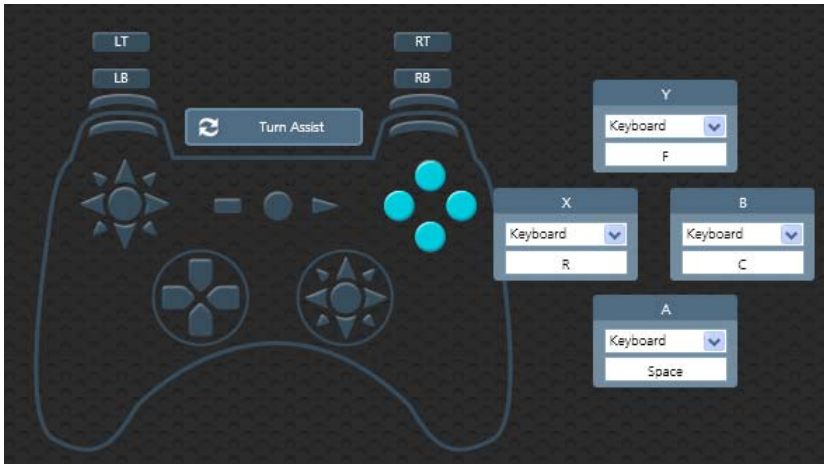 LT
RT
LB
RB
Turn Assist
Y
Keyboard
F
X
Keyboard
R
B
Keyboard
C
A
Keyboard
Space